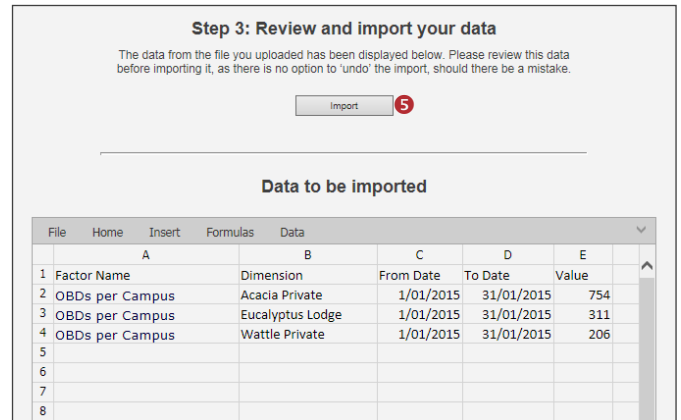 Step 3: Review and import your data
The data from the file you uploaded has been displayed below. Please review this data
before importing it, as there is no option to ‘undo’ the import, should there be a mistake.
Import 5
Data to be imported
File Home Insert Formulas Data
A B C D E
1 Factor Name Dimension From Date To Date Value
2 OBDs per Campus Acacia Private 1/01/2015 31/01/2015 754
3 OBDs per Campus Eucalyptus Lodge 1/01/2015 31/01/2015 311
4 OBDs per Campus Wattle Private 1/01/2015 31/01/2015 206
5
6
7
8